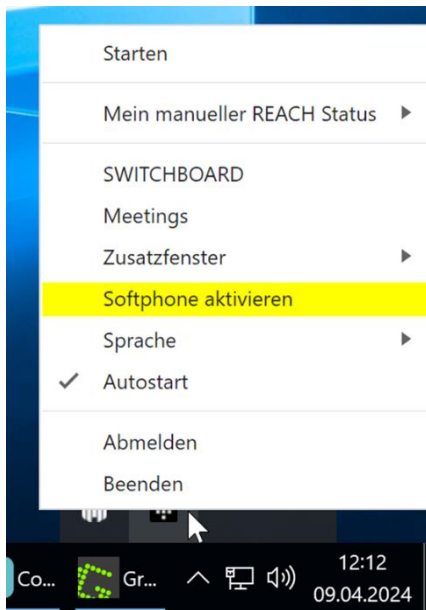 Starten
Mein manueller REACH Status
SWITCHBOARD
Meetings
Zusatzfenster
Softphone aktivieren
Sprache
Autostart
Abmelden
Beenden
Co... Gr... 12:12
09.04.2024